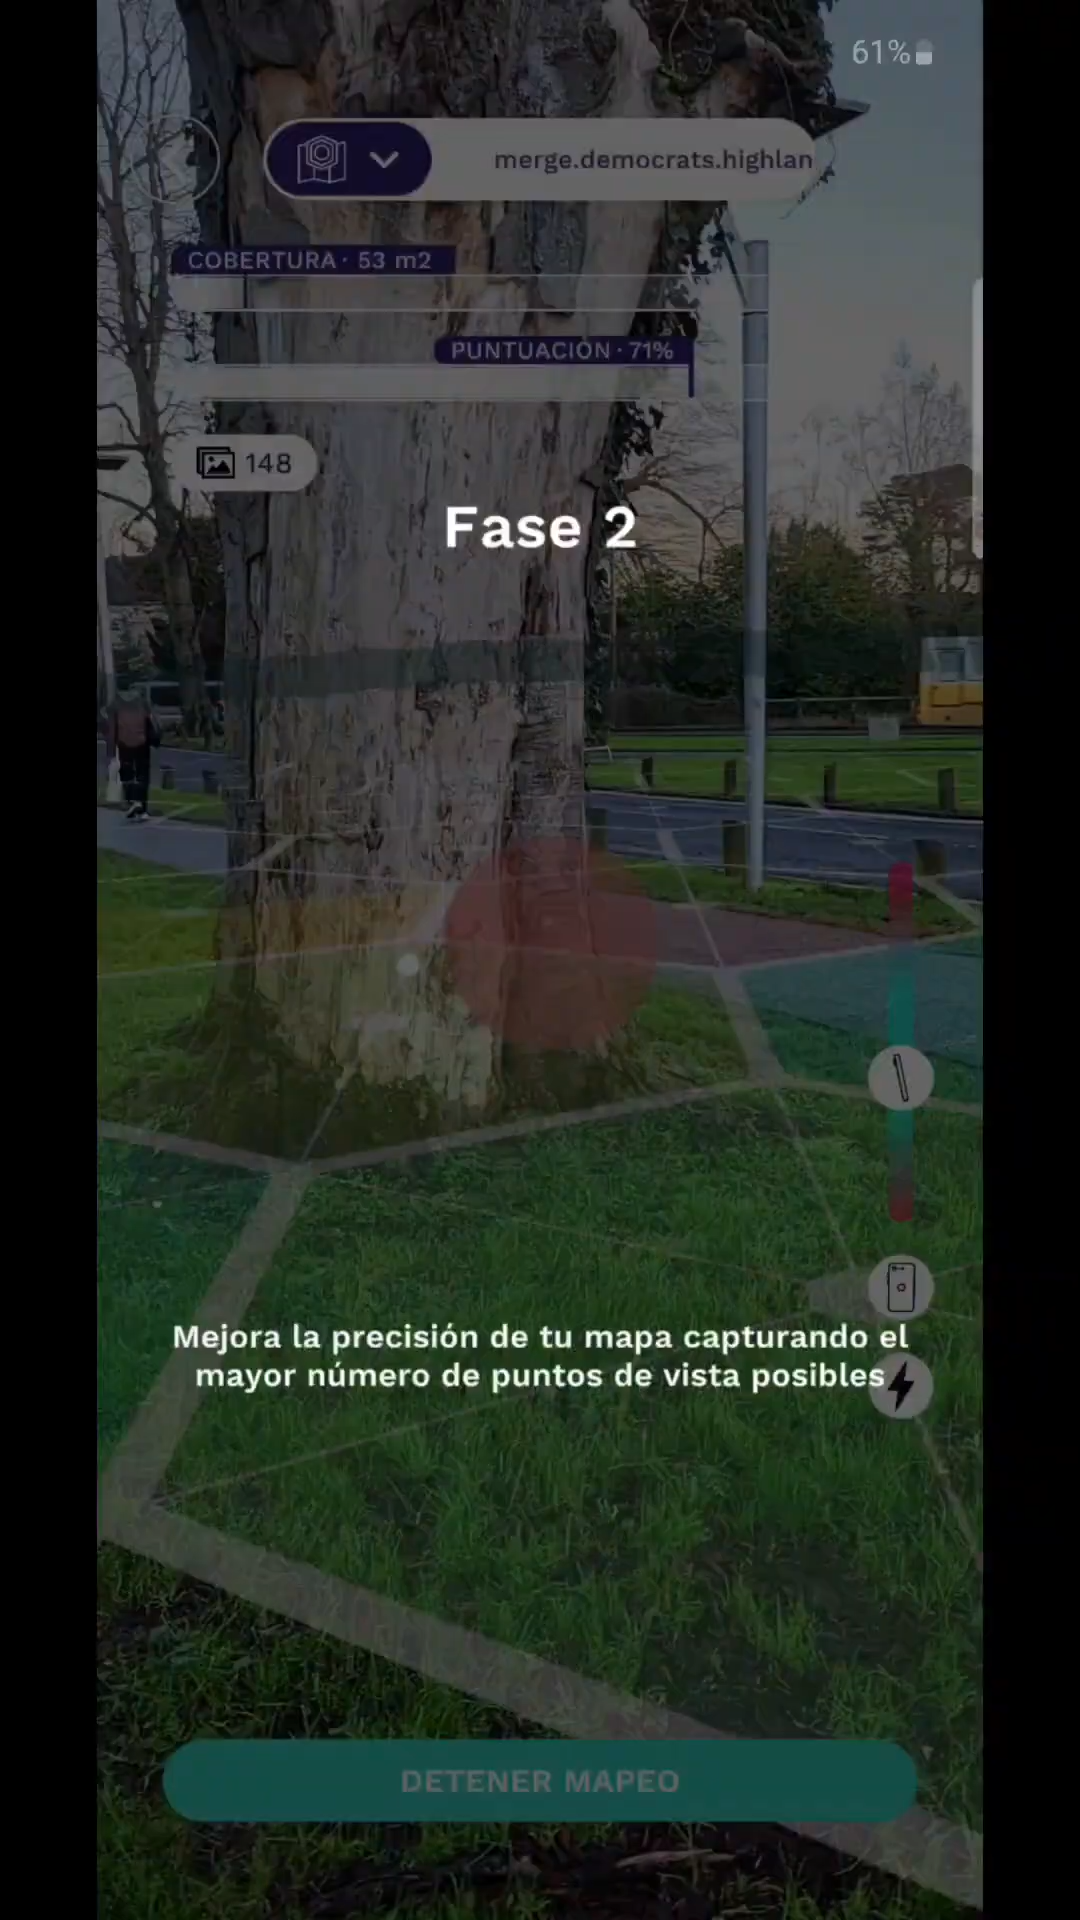 61%
merge.democrats.highlan
COBERTURA · 53 m2
PUNTUACIÓN · 71%
148
Fase 2
Mejora la precisión de tu mapa capturando el
mayor número de puntos de vista posibles
DETENER MAPEO